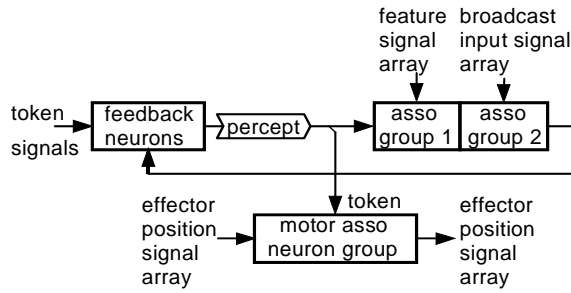 feature signal array
broadcast input signal array
token signals
feedback neurons
percept
asso group 1
asso group 2
token
effector position signal array
motor asso neuron group
effector position signal array